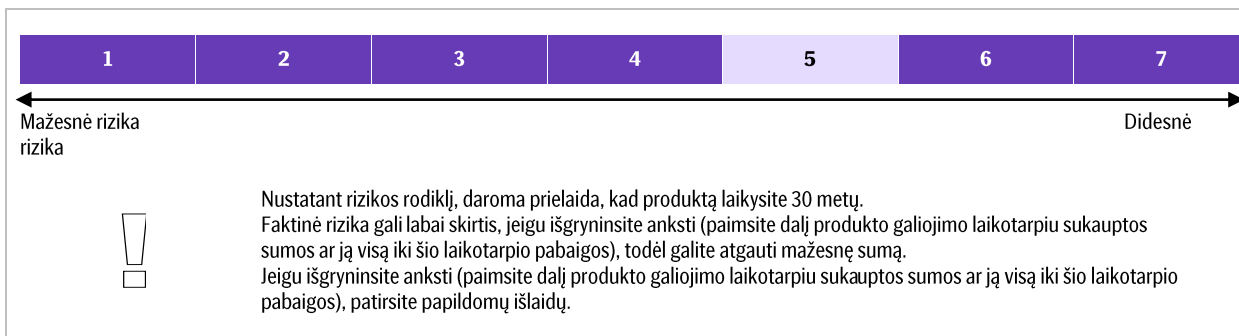 1 2 3 4 5 6 7
Mažesnė rizika Didesnė
rizika
Nustatant rizikos rodiklį, daroma prielaida, kad produktą laikysite 30 metų.
Faktinė rizika gali labai skirtis, jeigu išgryninsite anksti (paimsite dalį produkto galiojimo laikotarpiu sukauptos
sumos ar ją visą iki šio laikotarpio pabaigos), todėl galite atgauti mažesnę sumą.
Jeigu išgryninsite anksti (paimsite dalį produkto galiojimo laikotarpiu sukauptos sumos ar ją visą iki šio laikotarpio
pabaigos), patirsite papildomų išlaidų.